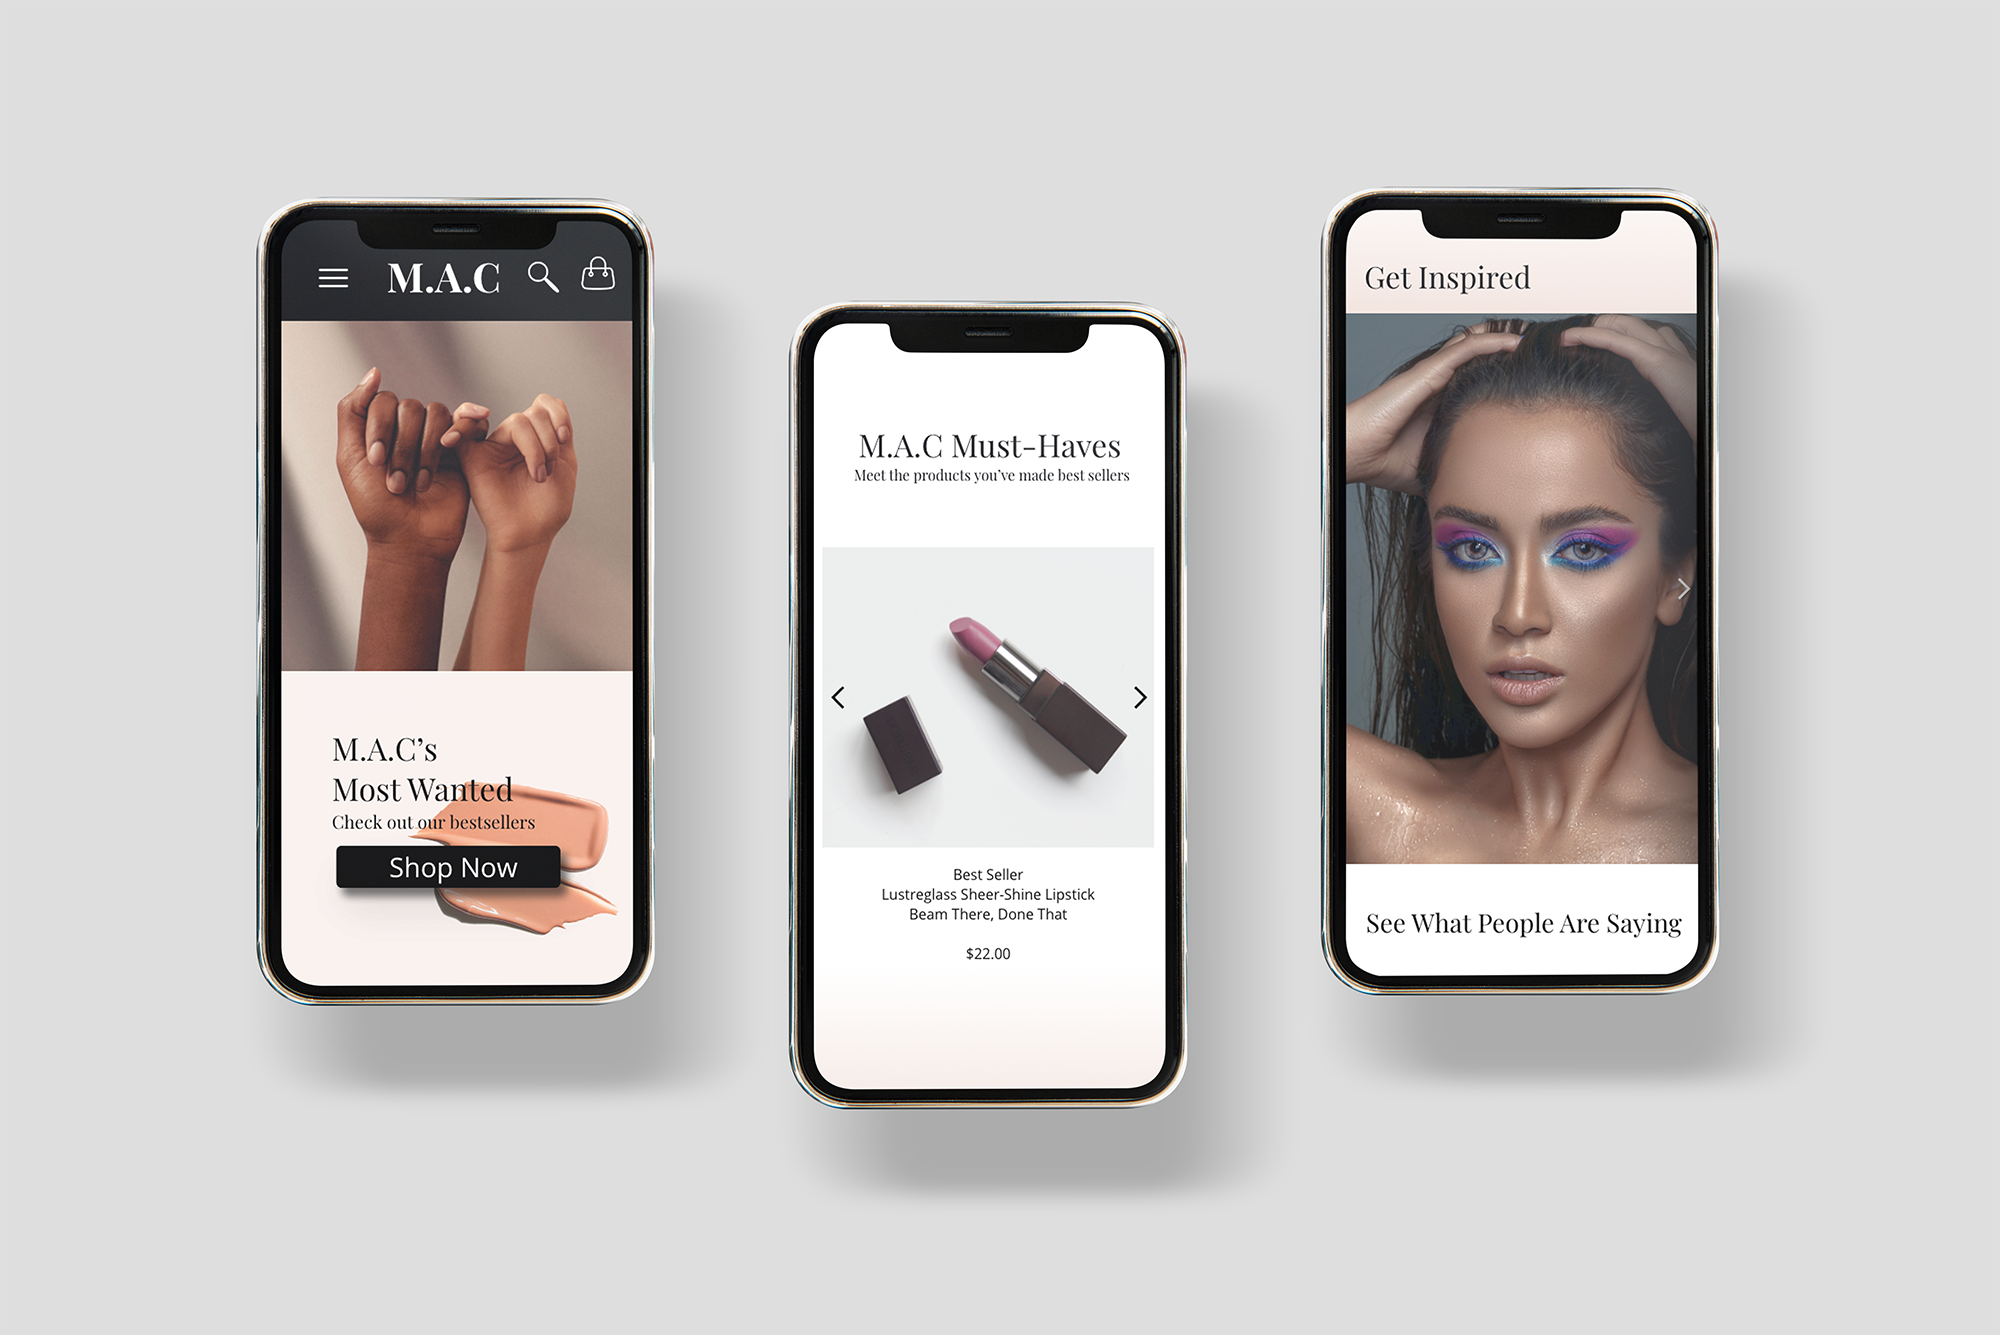 M.A.C
M.A.C's
Most Wanted
Check out our bestsellers
Shop Now
M.A.C Must-Haves
Meet the products you've made best sellers
Best Seller
Lustreglass Sheer-Shine Lipstick
Beam There, Done That
$22.00
Get Inspired
See What People Are Saying